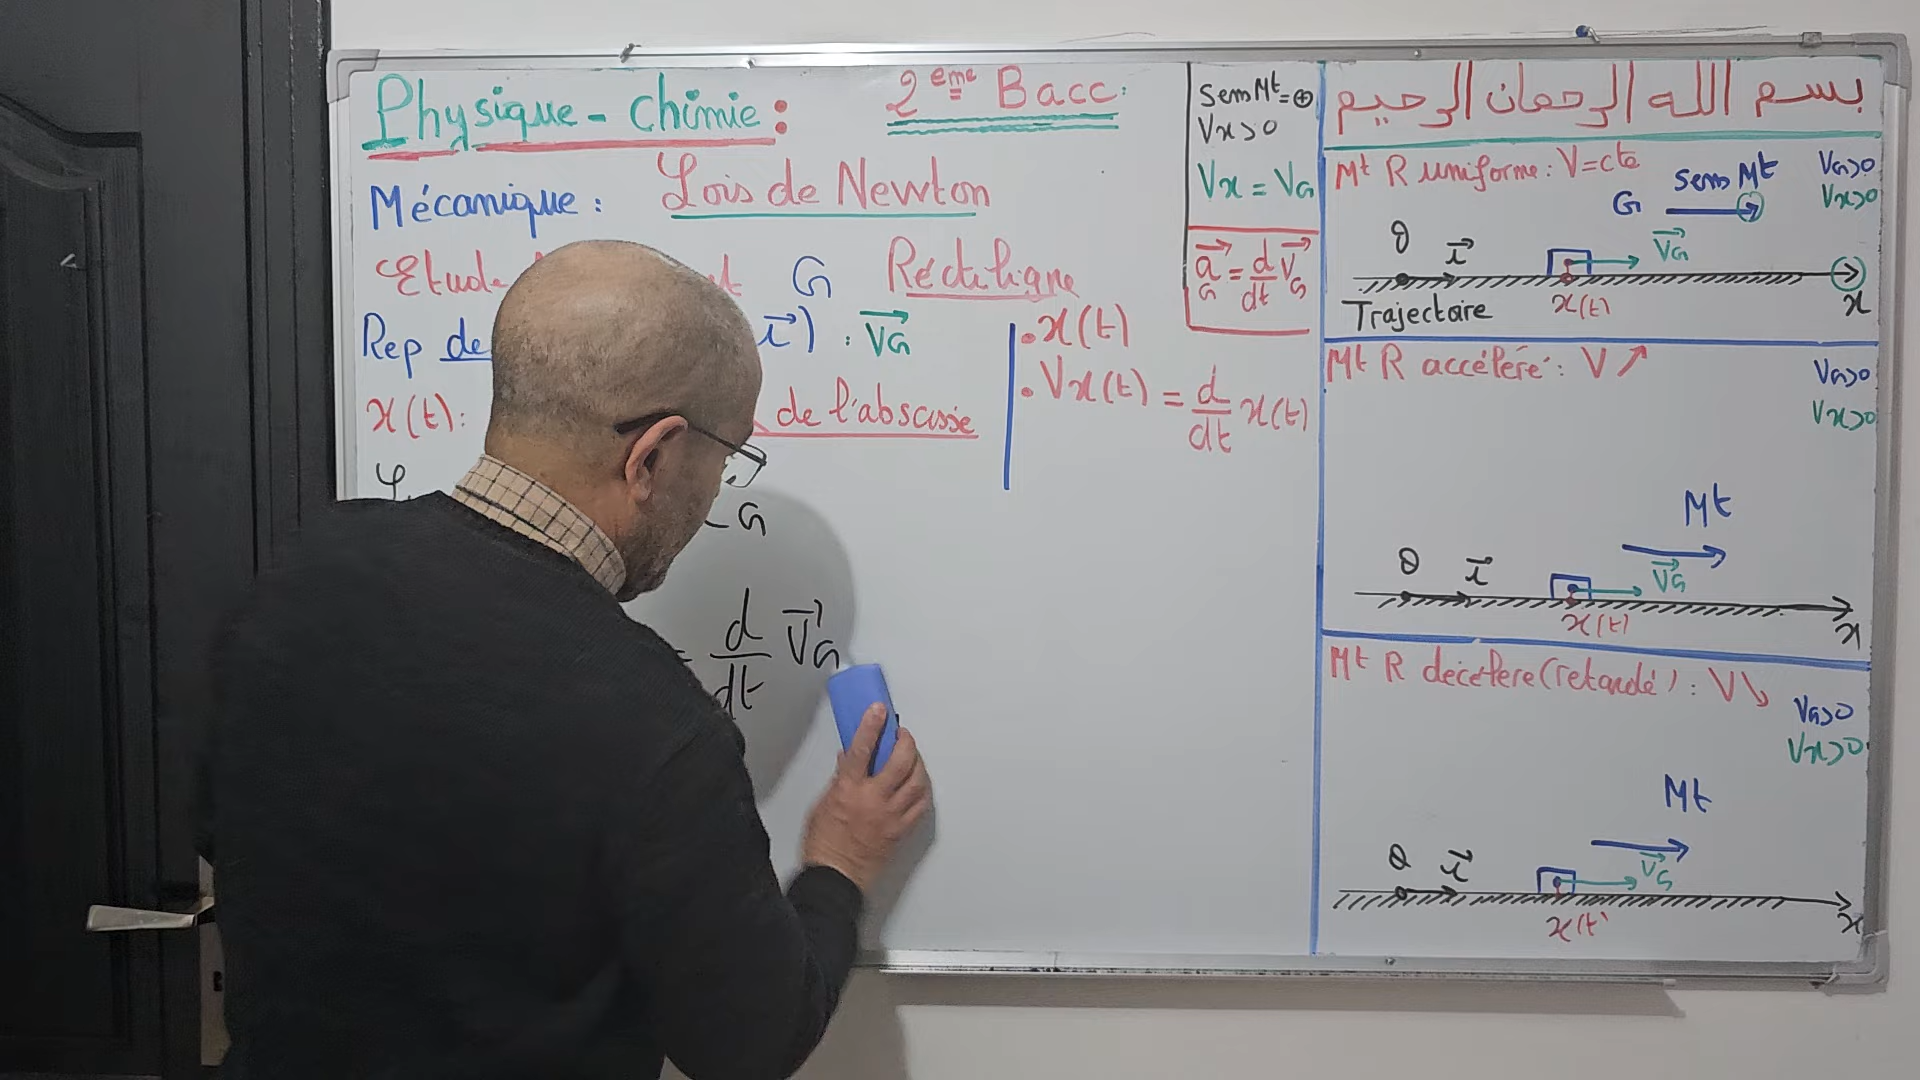 Physique - chimie : 2eme Bacc :
Mécanique : Lois de Newton
Etude G Réctiligne
Rep de i⃗ ) : VG⃗
x(t) : de l'abscisse
G
d/dt VG⃗
• x(t)
• Vx(t) = d/dt x(t)
sens Mt = ⊕
Vx > 0
Vx = VG
aG⃗ = d/dt VG⃗
بسم الله الرحمان الرحيم
Mt R uniforme : V = cte
sens Mt
VG>0
Vx>0
G
O i⃗ VG⃗
x(t) x
Trajectoire
Mt R accéléré : V ↗
VG>0
Vx>0
Mt
O i⃗ VG⃗
x(t) x
Mt R décéléré (retardé) : V ↘
VG>0
Vx>0
Mt
O i⃗ VG⃗
x(t) x